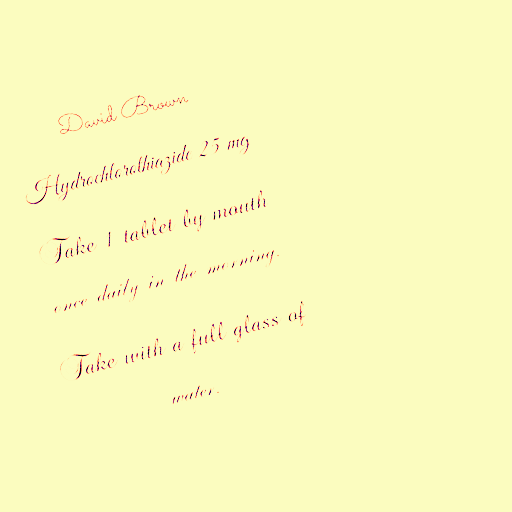 David Brown
Hydrochlorothiazide 25 mg
Take 1 tablet by mouth
once daily in the morning.
Take with a full glass of
water.